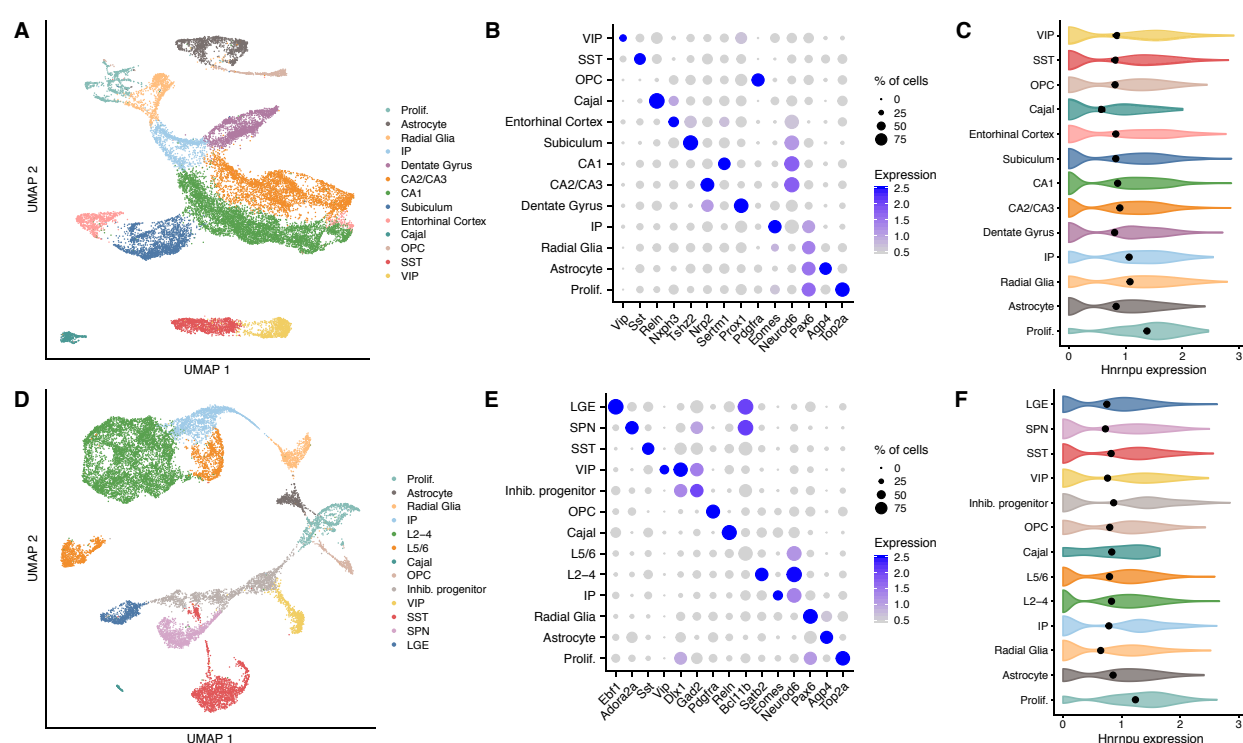 A
UMAP 2
UMAP 1
Prolif.
Astrocyte
Radial Glia
IP
Dentate Gyrus
CA2/CA3
CA1
Subiculum
Entorhinal Cortex
Cajal
OPC
SST
VIP
B
VIP
SST
OPC
Cajal
Entorhinal Cortex
Subiculum
CA1
CA2/CA3
Dentate Gyrus
IP
Radial Glia
Astrocyte
Prolif.
Vip
Sst
Reln
Nxph3
Tshz2
Nrp2
Sertm1
Prox1
Pdgfra
Eomes
Neurod6
Pax6
Aqp4
Top2a
% of cells
0
25
50
75
Expression
2.5
2.0
1.5
1.0
0.5
C
VIP
SST
OPC
Cajal
Entorhinal Cortex
Subiculum
CA1
CA2/CA3
Dentate Gyrus
IP
Radial Glia
Astrocyte
Prolif.
0 1 2 3
Hnrnpu expression
D
UMAP 2
UMAP 1
Prolif.
Astrocyte
Radial Glia
IP
L2−4
L5/6
Cajal
OPC
Inhib. progenitor
VIP
SST
SPN
LGE
E
LGE
SPN
SST
VIP
Inhib. progenitor
OPC
Cajal
L5/6
L2−4
IP
Radial Glia
Astrocyte
Prolif.
Ebf1
Adora2a
Sst
Vip
Dlx1
Gad2
Pdgfra
Reln
Bcl11b
Satb2
Eomes
Neurod6
Pax6
Aqp4
Top2a
% of cells
0
25
50
75
Expression
2.5
2.0
1.5
1.0
0.5
F
LGE
SPN
SST
VIP
Inhib. progenitor
OPC
Cajal
L5/6
L2−4
IP
Radial Glia
Astrocyte
Prolif.
0 1 2 3
Hnrnpu expression